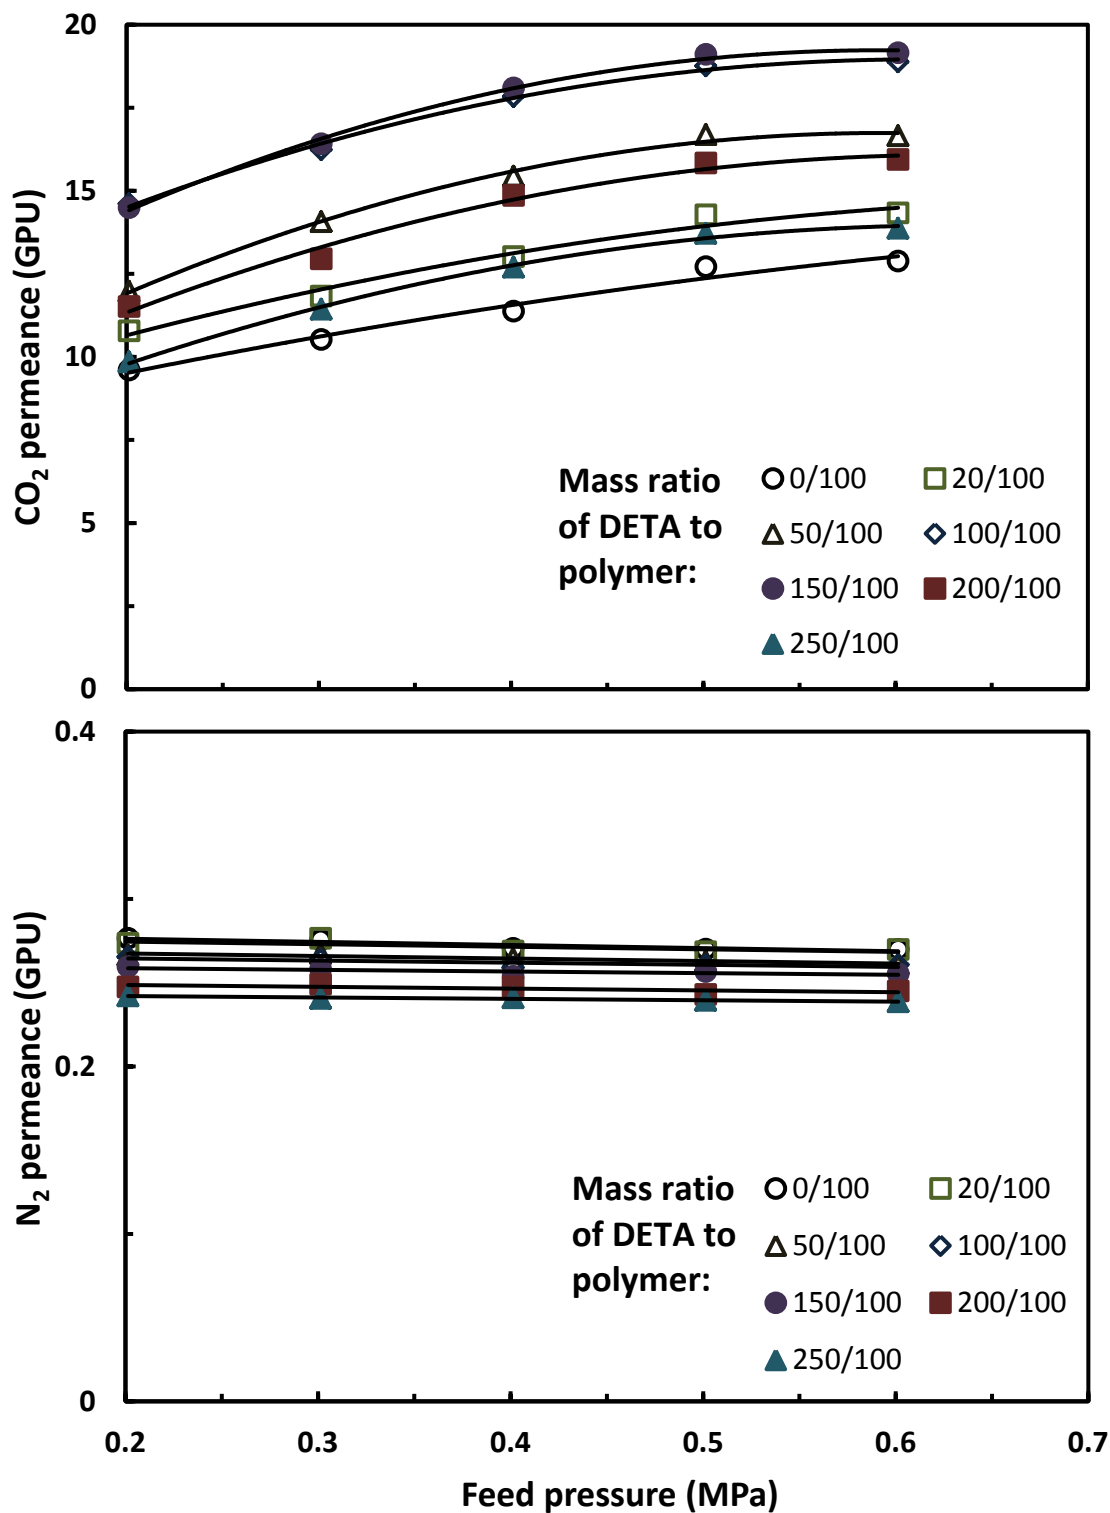 20
15
10
5
0
CO2 permeance (GPU)
Mass ratio
of DETA to
polymer:
0/100
20/100
50/100
100/100
150/100
200/100
250/100
0.4
0.2
0
N2 permeance (GPU)
Mass ratio
of DETA to
polymer:
0/100
20/100
50/100
100/100
150/100
200/100
250/100
0.2 0.3 0.4 0.5 0.6 0.7
Feed pressure (MPa)